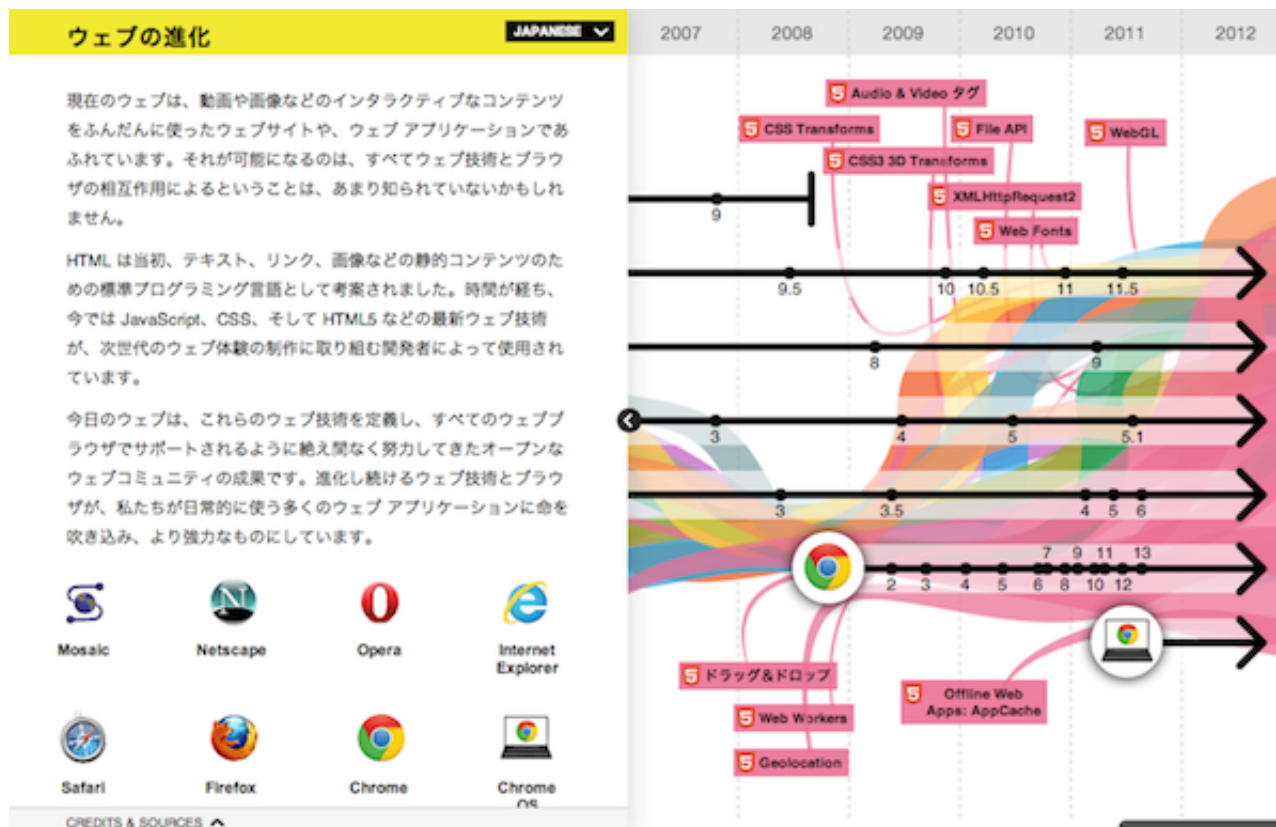 ウェブの進化
JAPANESE
現在のウェブは、動画や画像などのインタラクティブなコンテンツ
をふんだんに使ったウェブサイトや、ウェブ アプリケーションであ
ふれています。それが可能になるのは、すべてウェブ技術とブラウ
ザの相互作用によるということは、あまり知られていないかもしれ
ません。
HTML は当初、テキスト、リンク、画像などの静的コンテンツのた
めの標準プログラミング言語として考案されました。時間が経ち、
今では JavaScript、CSS、そして HTML5 などの最新ウェブ技術
が、次世代のウェブ体験の制作に取り組む開発者によって使用され
ています。
今日のウェブは、これらのウェブ技術を定義し、すべてのウェブブ
ラウザでサポートされるように絶え間なく努力してきたオープンな
ウェブコミュニティの成果です。進化し続けるウェブ技術とブラウ
ザが、私たちが日常的に使う多くのウェブ アプリケーションに命を
吹き込み、より強力なものにしています。
Mosaic
Netscape
Opera
Internet
Explorer
Safari
Firefox
Chrome
Chrome
OS
CREDITS & SOURCES
2007 2008 2009 2010 2011 2012
Audio & Video タグ
CSS Transforms
File API
WebGL
CSS3 3D Transforms
XMLHttpRequest2
Web Fonts
9
9.5 10 10.5 11 11.5
8 9
3 4 5 5.1
3 3.5 4 5 6
7 9 11 13
2 3 4 5 6 8 10 12
ドラッグ&ドロップ
Web Workers
Geolocation
Offline Web
Apps: AppCache